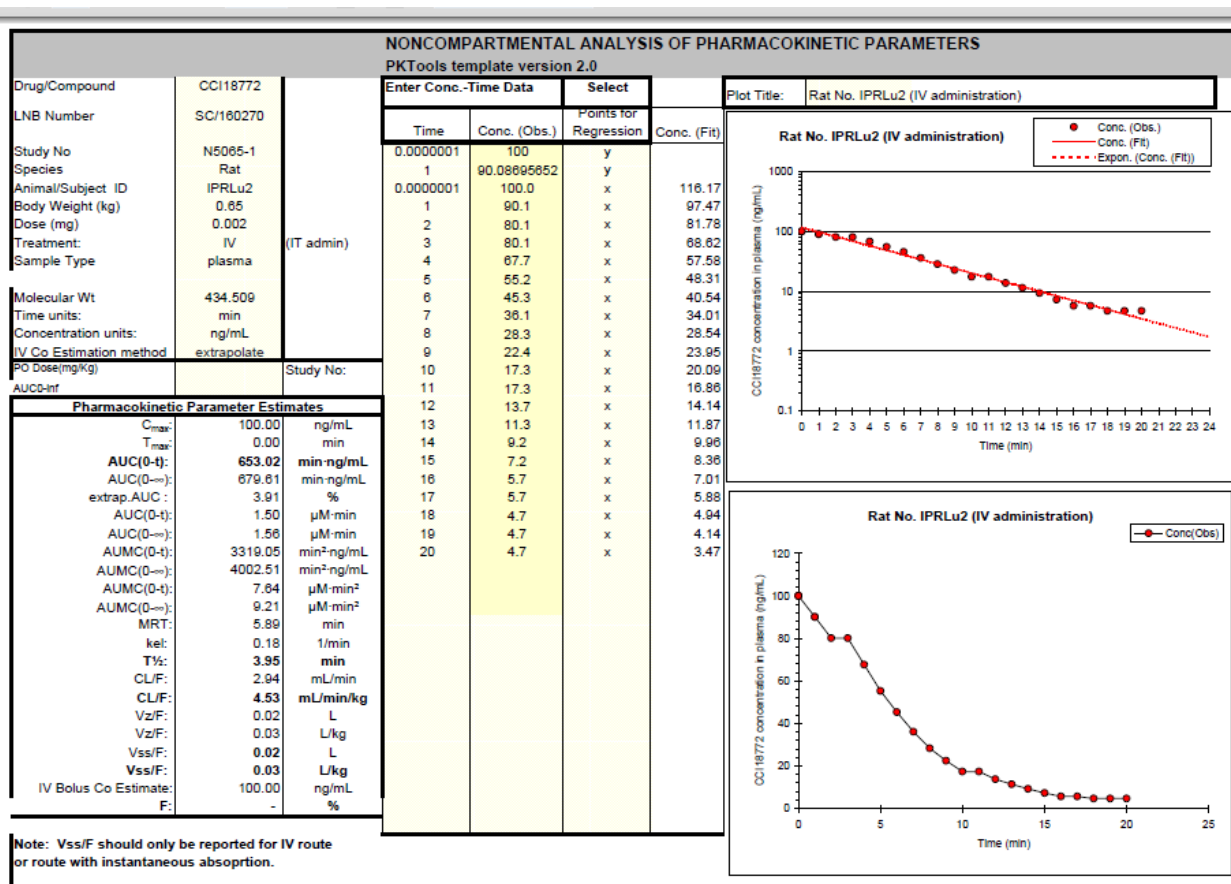 NONCOMPARTMENTAL ANALYSIS OF PHARMACOKINETIC PARAMETERS
PKTools template version 2.0
Drug/Compound CCI18772
LNB Number SC/160270
Study No N5065-1
Species Rat
Animal/Subject ID IPRLu2
Body Weight (kg) 0.65
Dose (mg) 0.002
Treatment: IV (IT admin)
Sample Type plasma
Molecular Wt 434.509
Time units: min
Concentration units: ng/mL
IV Co Estimation method extrapolate
PO Dose(mg/Kg) Study No:
AUC0-inf
Pharmacokinetic Parameter Estimates
Cmax: 100.00 ng/mL
Tmax: 0.00 min
AUC(0-t): 653.02 min·ng/mL
AUC(0-∞): 679.61 min·ng/mL
extrap.AUC : 3.91 %
AUC(0-t): 1.50 µM·min
AUC(0-∞): 1.56 µM·min
AUMC(0-t): 3319.05 min²·ng/mL
AUMC(0-∞): 4002.51 min²·ng/mL
AUMC(0-t): 7.64 µM·min²
AUMC(0-∞): 9.21 µM·min²
MRT: 5.89 min
kel: 0.18 1/min
T½: 3.95 min
CL/F: 2.94 mL/min
CL/F: 4.53 mL/min/kg
Vz/F: 0.02 L
Vz/F: 0.03 L/kg
Vss/F: 0.02 L
Vss/F: 0.03 L/kg
IV Bolus Co Estimate: 100.00 ng/mL
F: - %
Note: Vss/F should only be reported for IV route
or route with instantaneous absoprtion.
Enter Conc.-Time Data Select
Points for
Time Conc. (Obs.) Regression Conc. (Fit)
0.0000001 100 y
1 90.08695652 y
0.0000001 100.0 x 116.17
1 90.1 x 97.47
2 80.1 x 81.78
3 80.1 x 68.62
4 67.7 x 57.58
5 55.2 x 48.31
6 45.3 x 40.54
7 36.1 x 34.01
8 28.3 x 28.54
9 22.4 x 23.95
10 17.3 x 20.09
11 17.3 x 16.86
12 13.7 x 14.14
13 11.3 x 11.87
14 9.2 x 9.96
15 7.2 x 8.36
16 5.7 x 7.01
17 5.7 x 5.88
18 4.7 x 4.94
19 4.7 x 4.14
20 4.7 x 3.47
Plot Title: Rat No. IPRLu2 (IV administration)
Rat No. IPRLu2 (IV administration)
Conc. (Obs.)
Conc. (Fit)
Expon. (Conc. (Fit))
CCI18772 concentration in plasma (ng/mL)
1000
100
10
1
0.1
0 1 2 3 4 5 6 7 8 9 10 11 12 13 14 15 16 17 18 19 20 21 22 23 24
Time (min)
Rat No. IPRLu2 (IV administration)
Conc(Obs)
CCI18772 concentration in plasma (ng/mL)
120
100
80
60
40
20
0
0 5 10 15 20 25
Time (min)